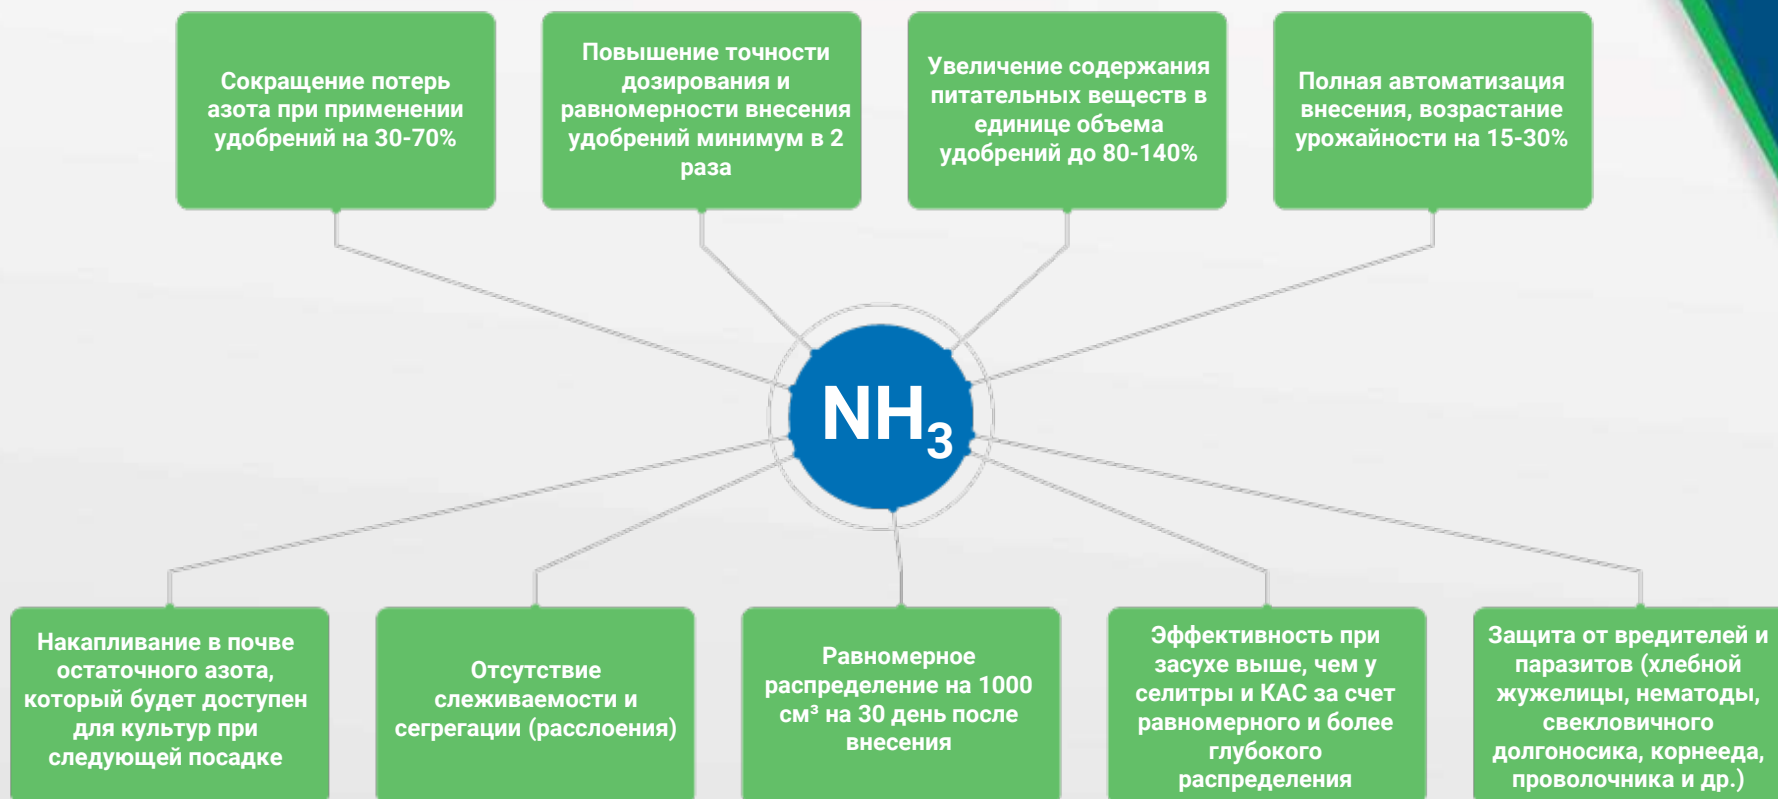 Сокращение потерь
азота при применении
удобрений на 30-70%
Повышение точности
дозирования и
равномерности внесения
удобрений минимум в 2
раза
Увеличение содержания
питательных веществ в
единице объема
удобрений до 80-140%
Полная автоматизация
внесения, возрастание
урожайности на 15-30%
NH₃
Накапливание в почве
остаточного азота,
который будет доступен
для культур при
следующей посадке
Отсутствие
слеживаемости и
сегрегации (расслоения)
Равномерное
распределение на 1000
см³ на 30 день после
внесения
Эффективность при
засухе выше, чем у
селитры и КАС за счет
равномерного и более
глубокого
распределения
Защита от вредителей и
паразитов (хлебной
жужелицы, нематоды,
свекловичного
долгоносика, корнееда,
проволочника и др.)